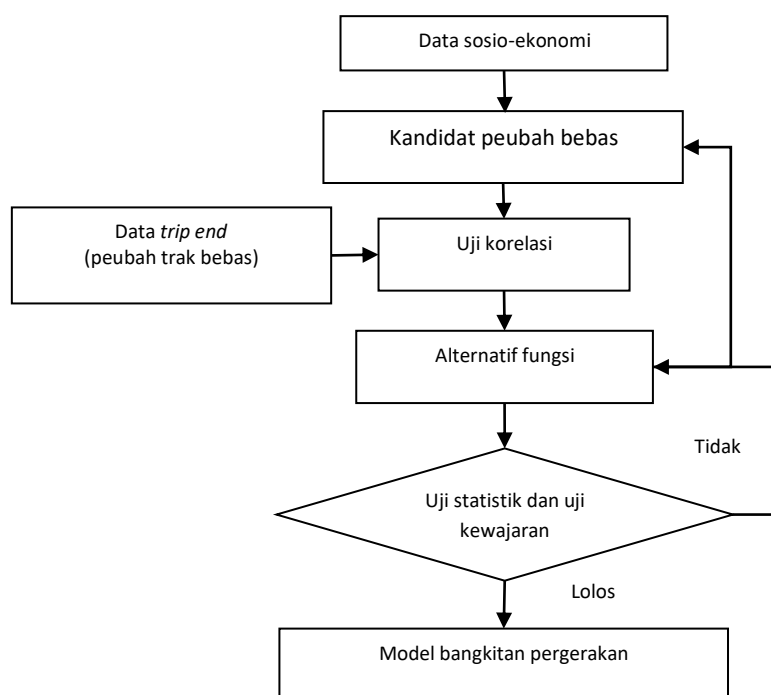 Data sosio-ekonomi
Kandidat peubah bebas
Data trip end
(peubah trak bebas)
Uji korelasi
Alternatif fungsi
Tidak
Uji statistik dan uji
kewajaran
Lolos
Model bangkitan pergerakan